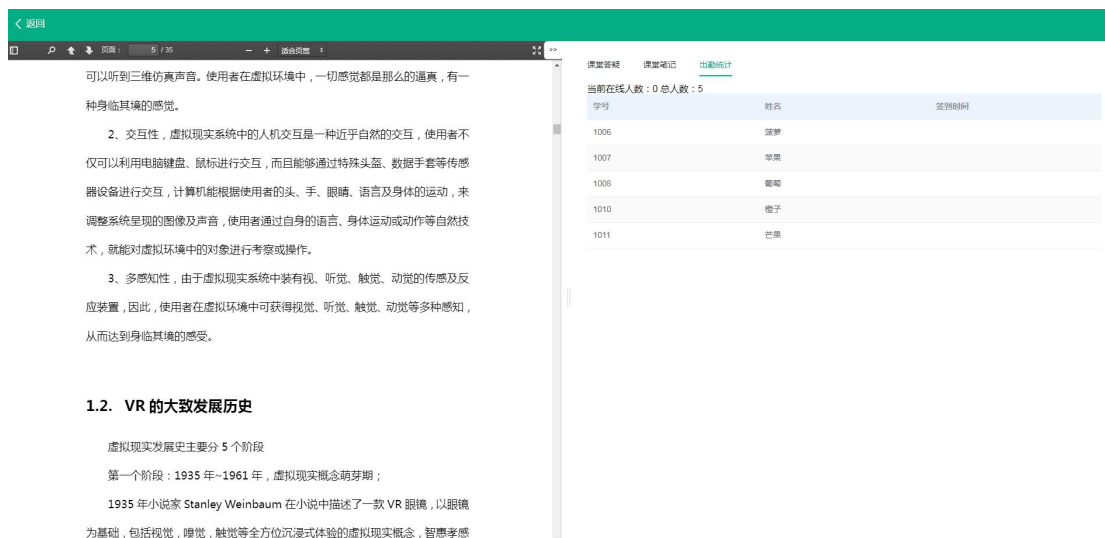 返回
页面： 5 / 35 适合页宽 >>
可以听到三维仿真声音。使用者在虚拟环境中，一切感觉都是那么的逼真，有一
种身临其境的感觉。
2、交互性，虚拟现实系统中的人机交互是一种近乎自然的交互，使用者不
仅可以利用电脑键盘、鼠标进行交互，而且能够通过特殊头盔、数据手套等传感
器设备进行交互，计算机能根据使用者的头、手、眼睛、语言及身体的运动，来
调整系统呈现的图像及声音，使用者通过自身的语言、身体运动或动作等自然技
术，就能对虚拟环境中的对象进行考察或操作。
3、多感知性，由于虚拟现实系统中装有视、听觉、触觉、动觉的传感及反
应装置，因此，使用者在虚拟环境中可获得视觉、听觉、触觉、动觉等多种感知，
从而达到身临其境的感受。
1.2. VR 的大致发展历史
虚拟现实发展史主要分 5 个阶段
第一个阶段：1935 年~1961 年，虚拟现实概念萌芽期；
1935 年小说家 Stanley Weinbaum 在小说中描述了一款 VR 眼镜，以眼镜
为基础，包括视觉，嗅觉，触觉等全方位沉浸式体验的虚拟现实概念，智惠孝感
课堂答疑 课堂笔记 出勤统计
当前在线人数：0 总人数：5
学号 姓名 签到时间
1006 菠萝
1007 苹果
1008 葡萄
1010 橙子
1011 芒果